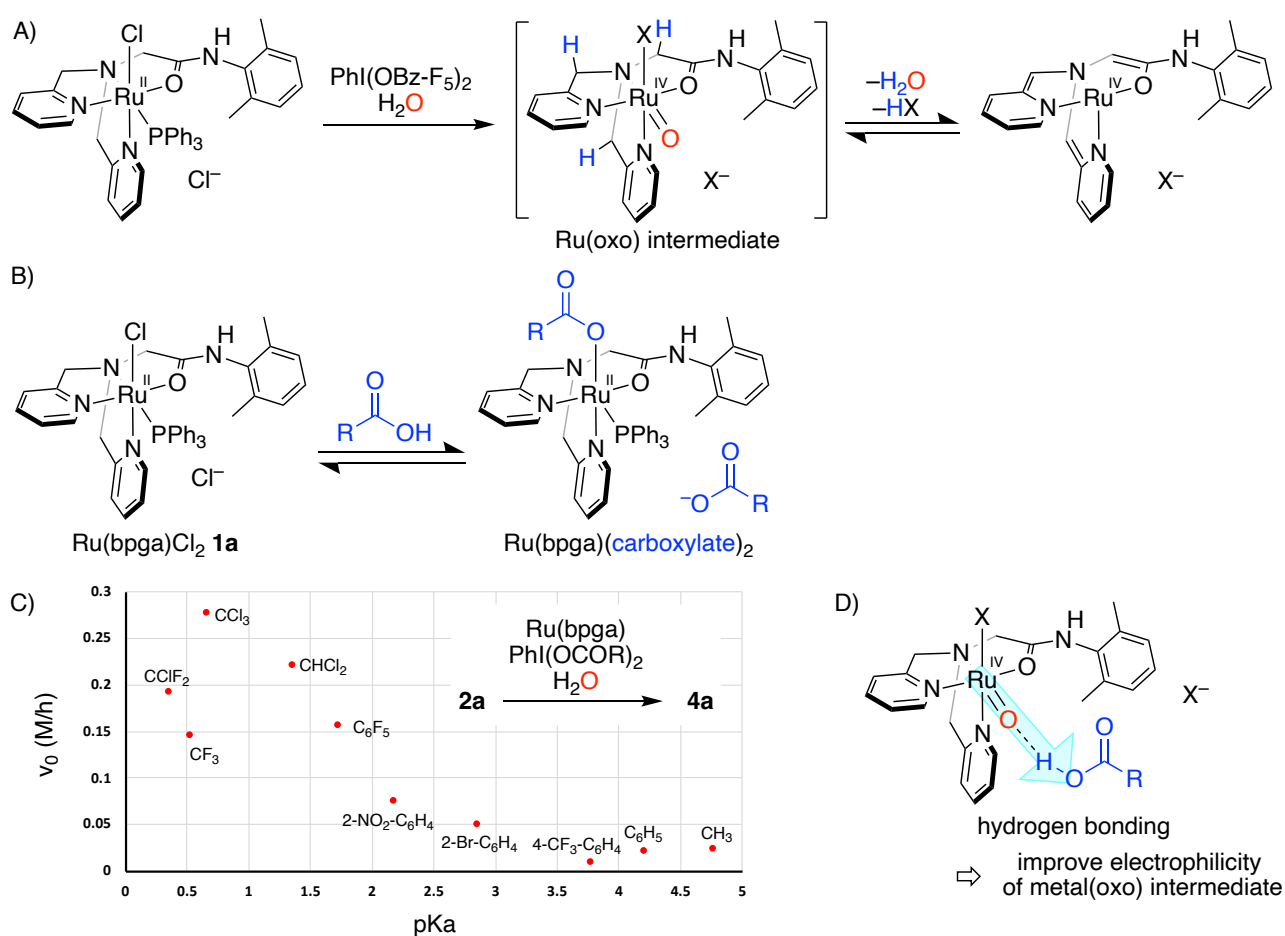 A)
Cl
N
H
N
Ru
II
O
N
PPh3
N
Cl–
PhI(OBz-F5)2
H2O
X
H
H
N
H
N
IV
Ru
O
N
O
H
N
X–
Ru(oxo) intermediate
–H2O
–HX
H
N
N
IV
Ru
O
N
N
X–
B)
Cl
H
N
N
II
Ru
O
N
PPh3
N
Cl–
Ru(bpga)Cl2 1a
O
R
OH
O
R
O
H
N
N
II
Ru
O
N
PPh3
N
O
–O
R
Ru(bpga)(carboxylate)2
C)
v0 (M/h)
0.3
0.25
0.2
0.15
0.1
0.05
0
0
0.5
1
1.5
2
2.5
3
3.5
4
4.5
5
pKa
CCl3
CHCl2
CClF2
CF3
C6F5
2-NO2-C6H4
2-Br-C6H4
4-CF3-C6H4
C6H5
CH3
Ru(bpga)
PhI(OCOR)2
H2O
2a
4a
D)
X
H
N
N
IV
Ru
O
N
O
N
H
O
O
R
X–
hydrogen bonding
⇨ improve electrophilicity
of metal(oxo) intermediate